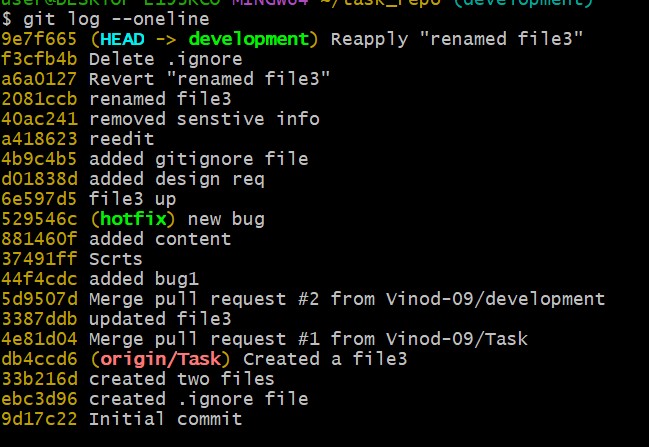 $ git log --oneline
9e7f665 (HEAD -> development) Reapply "renamed file3"
f3cfb4b Delete .ignore
a6a0127 Revert "renamed file3"
2081ccb renamed file3
40ac241 removed senstive info
a418623 reedit
4b9c4b5 added gitignore file
d01838d added design req
6e597d5 file3 up
529546c (hotfix) new bug
881460f added content
37491ff Scrts
44f4cdc added bug1
5d9507d Merge pull request #2 from Vinod-09/development
3387ddb updated file3
4e81d04 Merge pull request #1 from Vinod-09/Task
db4ccd6 (origin/Task) Created a file3
33b216d created two files
ebc3d96 created .ignore file
9d17c22 Initial commit